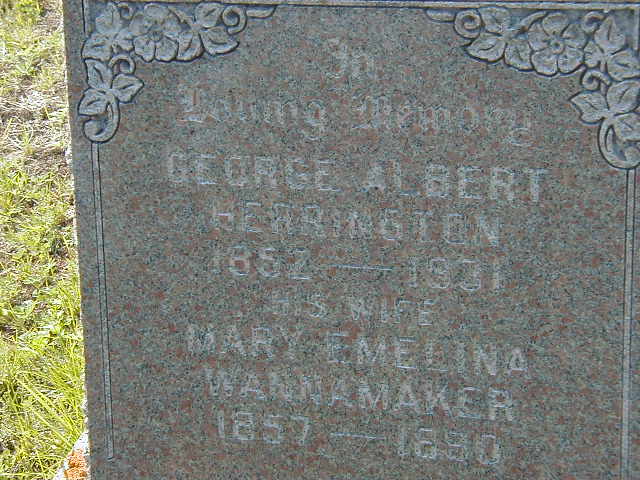 In
Loving Memory
GEORGE ALBERT
HERRINGTON
1852 — 1931
HIS WIFE
MARY EMELINA
WANNAMAKER
1857 — 1890